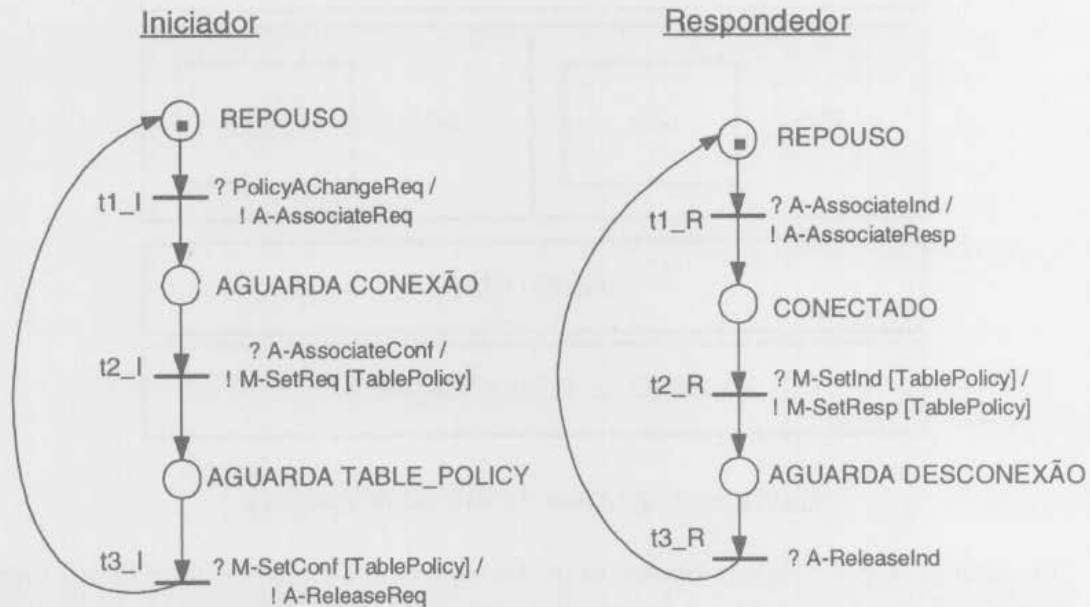 Iniciador
REPOUSO
t1_I
? PolicyAChangeReq /
! A-AssociateReq
AGUARDA CONEXÃO
t2_I
? A-AssociateConf /
! M-SetReq [TablePolicy]
AGUARDA TABLE_POLICY
t3_I
? M-SetConf [TablePolicy] /
! A-ReleaseReq
Respondedor
REPOUSO
t1_R
? A-AssociateInd /
! A-AssociateResp
CONECTADO
t2_R
? M-SetInd [TablePolicy] /
! M-SetResp [TablePolicy]
AGUARDA DESCONEXÃO
t3_R
? A-ReleaseInd